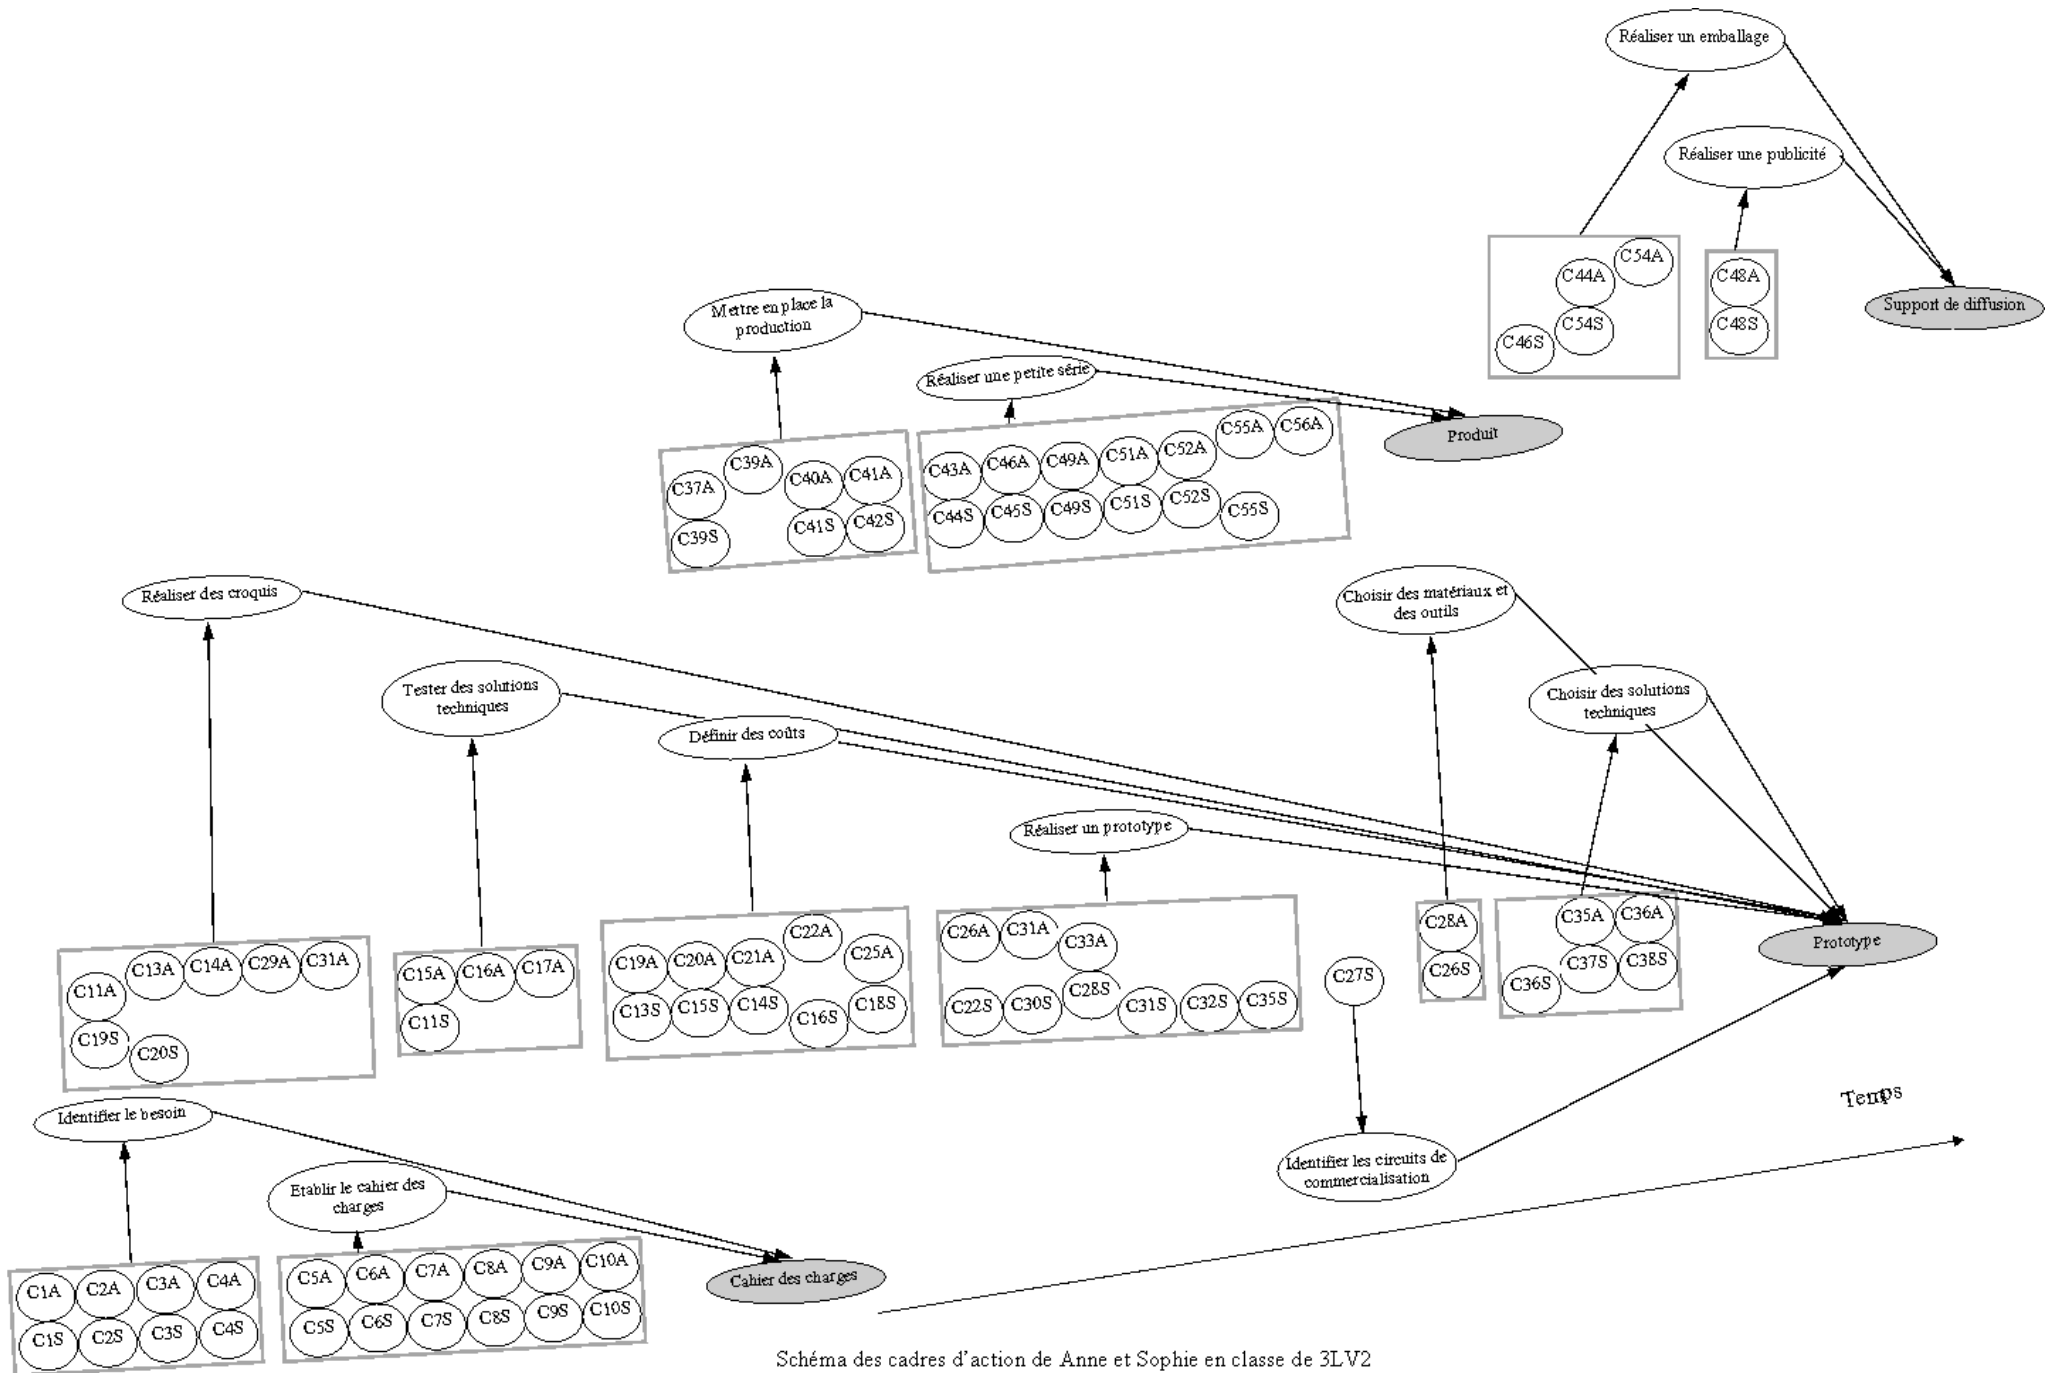 Réaliser un emballage
Réaliser une publicité
C54A
C44A
C54S
C46S
C48A
C48S
Support de diffusion
Mettre en place la
production
Réaliser une petite série
C39A
C37A
C40A
C41A
C39S
C41S
C42S
C55A
C56A
C43A
C46A
C49A
C51A
C52A
C44S
C45S
C49S
C51S
C52S
C55S
Produit
Réaliser des croquis
Choisir des matériaux et
des outils
Tester des solutions
techniques
Choisir des solutions
techniques
Définir des coûts
Réaliser un prototype
C11A
C13A
C14A
C29A
C31A
C19S
C20S
C15A
C16A
C17A
C11S
C22A
C19A
C20A
C21A
C25A
C13S
C15S
C14S
C16S
C18S
C26A
C31A
C33A
C22S
C30S
C28S
C31S
C32S
C35S
C27S
C28A
C26S
C35A
C36A
C36S
C37S
C38S
Prototype
Identifier le besoin
Temps
Identifier les circuits de
commercialisation
Etablir le cahier des
charges
C1A
C2A
C3A
C4A
C1S
C2S
C3S
C4S
C5A
C6A
C7A
C8A
C9A
C10A
C5S
C6S
C7S
C8S
C9S
C10S
Cahier des charges
Schéma des cadres d'action de Anne et Sophie en classe de 3LV2